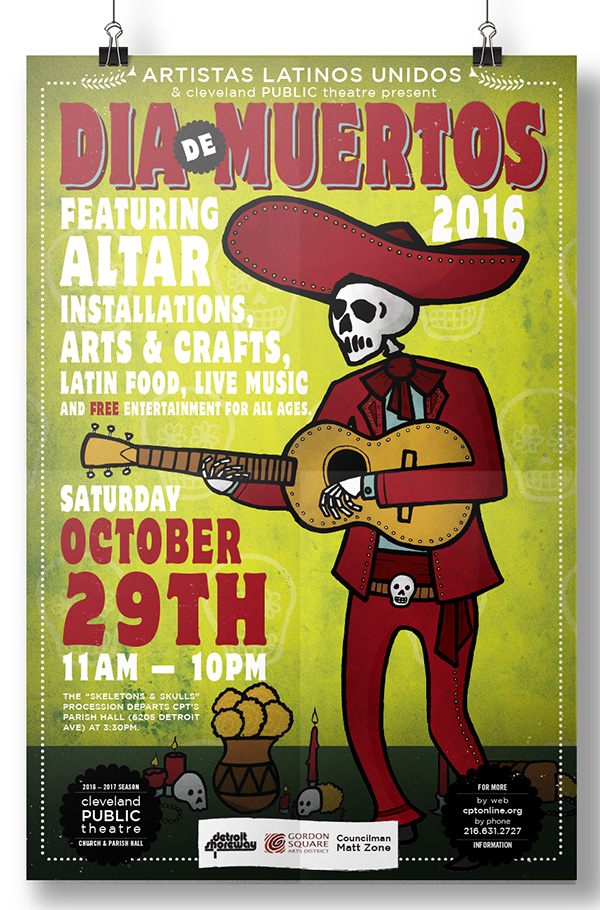 ARTISTAS LATINOS UNIDOS
& cleveland PUBLIC theatre present
DIA DE MUERTOS
2016
FEATURING
ALTAR
INSTALLATIONS,
ARTS & CRAFTS,
LATIN FOOD, LIVE MUSIC
AND FREE ENTERTAINMENT FOR ALL AGES.
SATURDAY
OCTOBER
29TH
11AM — 10PM
THE "SKELETONS & SKULLS"
PROCESSION DEPARTS CPT'S
PARISH HALL (6205 DETROIT
AVE) AT 3:30PM.
2016 – 2017 SEASON
cleveland
PUBLIC
theatre
CHURCH & PARISH HALL
detroit
shoreway
GORDON
SQUARE
ARTS DISTRICT
Councilman
Matt Zone
FOR MORE
by web
cptonline.org
by phone
216.631.2727
INFORMATION